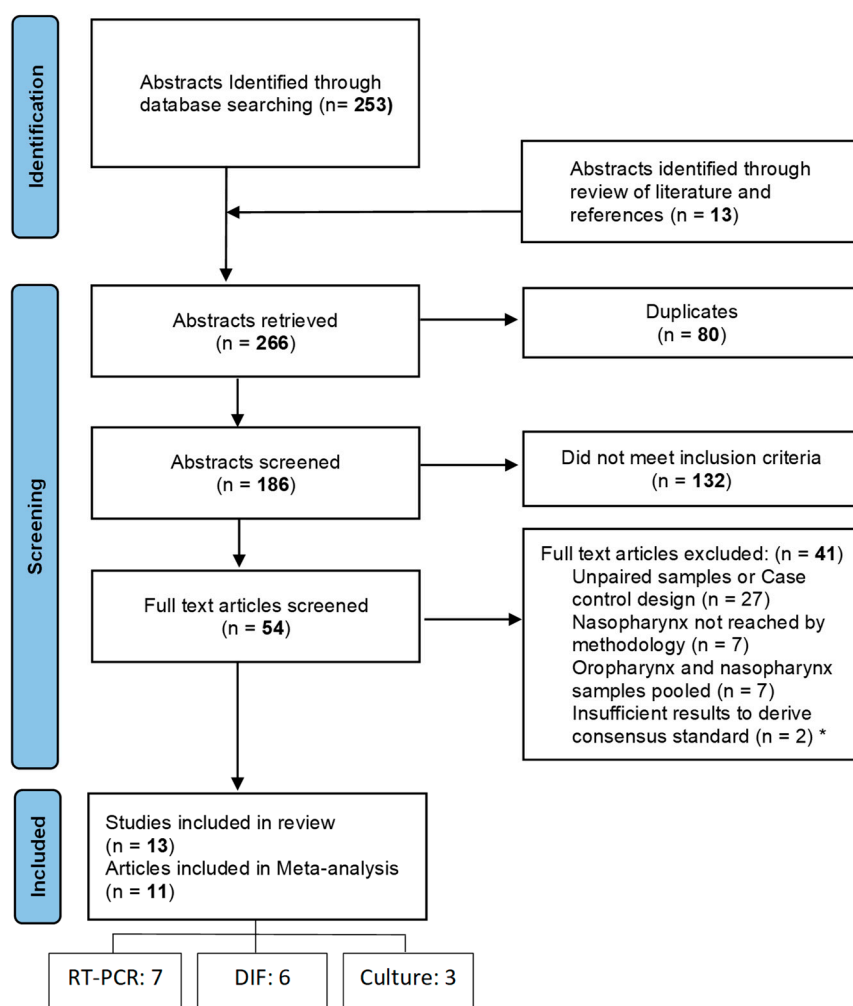 Identification
Abstracts Identified through
database searching (n= 253)
Abstracts identified through
review of literature and
references (n = 13)
Screening
Abstracts retrieved
(n = 266)
Duplicates
(n = 80)
Abstracts screened
(n = 186)
Did not meet inclusion criteria
(n = 132)
Full text articles screened
(n = 54)
Full text articles excluded: (n = 41)
Unpaired samples or Case
control design (n = 27)
Nasopharynx not reached by
methodology (n = 7)
Oropharynx and nasopharynx
samples pooled (n = 7)
Insufficient results to derive
consensus standard (n = 2) *
Included
Studies included in review
(n = 13)
Articles included in Meta-analysis
(n = 11)
RT-PCR: 7
DIF: 6
Culture: 3